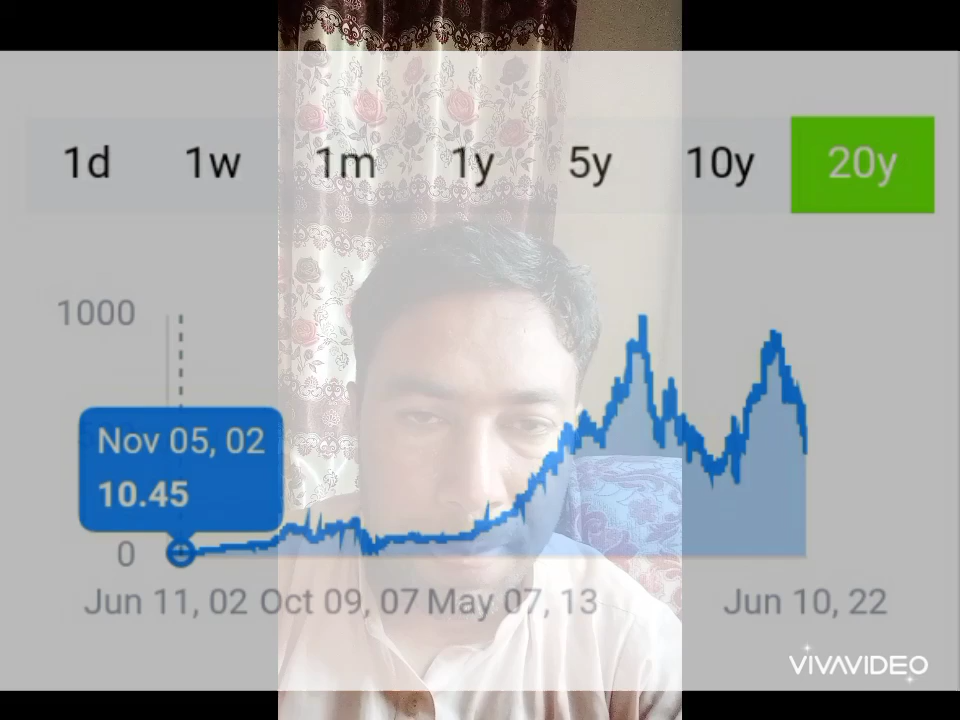 1d 1w 1m 1y 5y 10y 20y
1000
Nov 05, 02
10.45
0
Jun 11, 02 Oct 09, 07 May 07, 13 Jun 10, 22
VIVAVIDEO